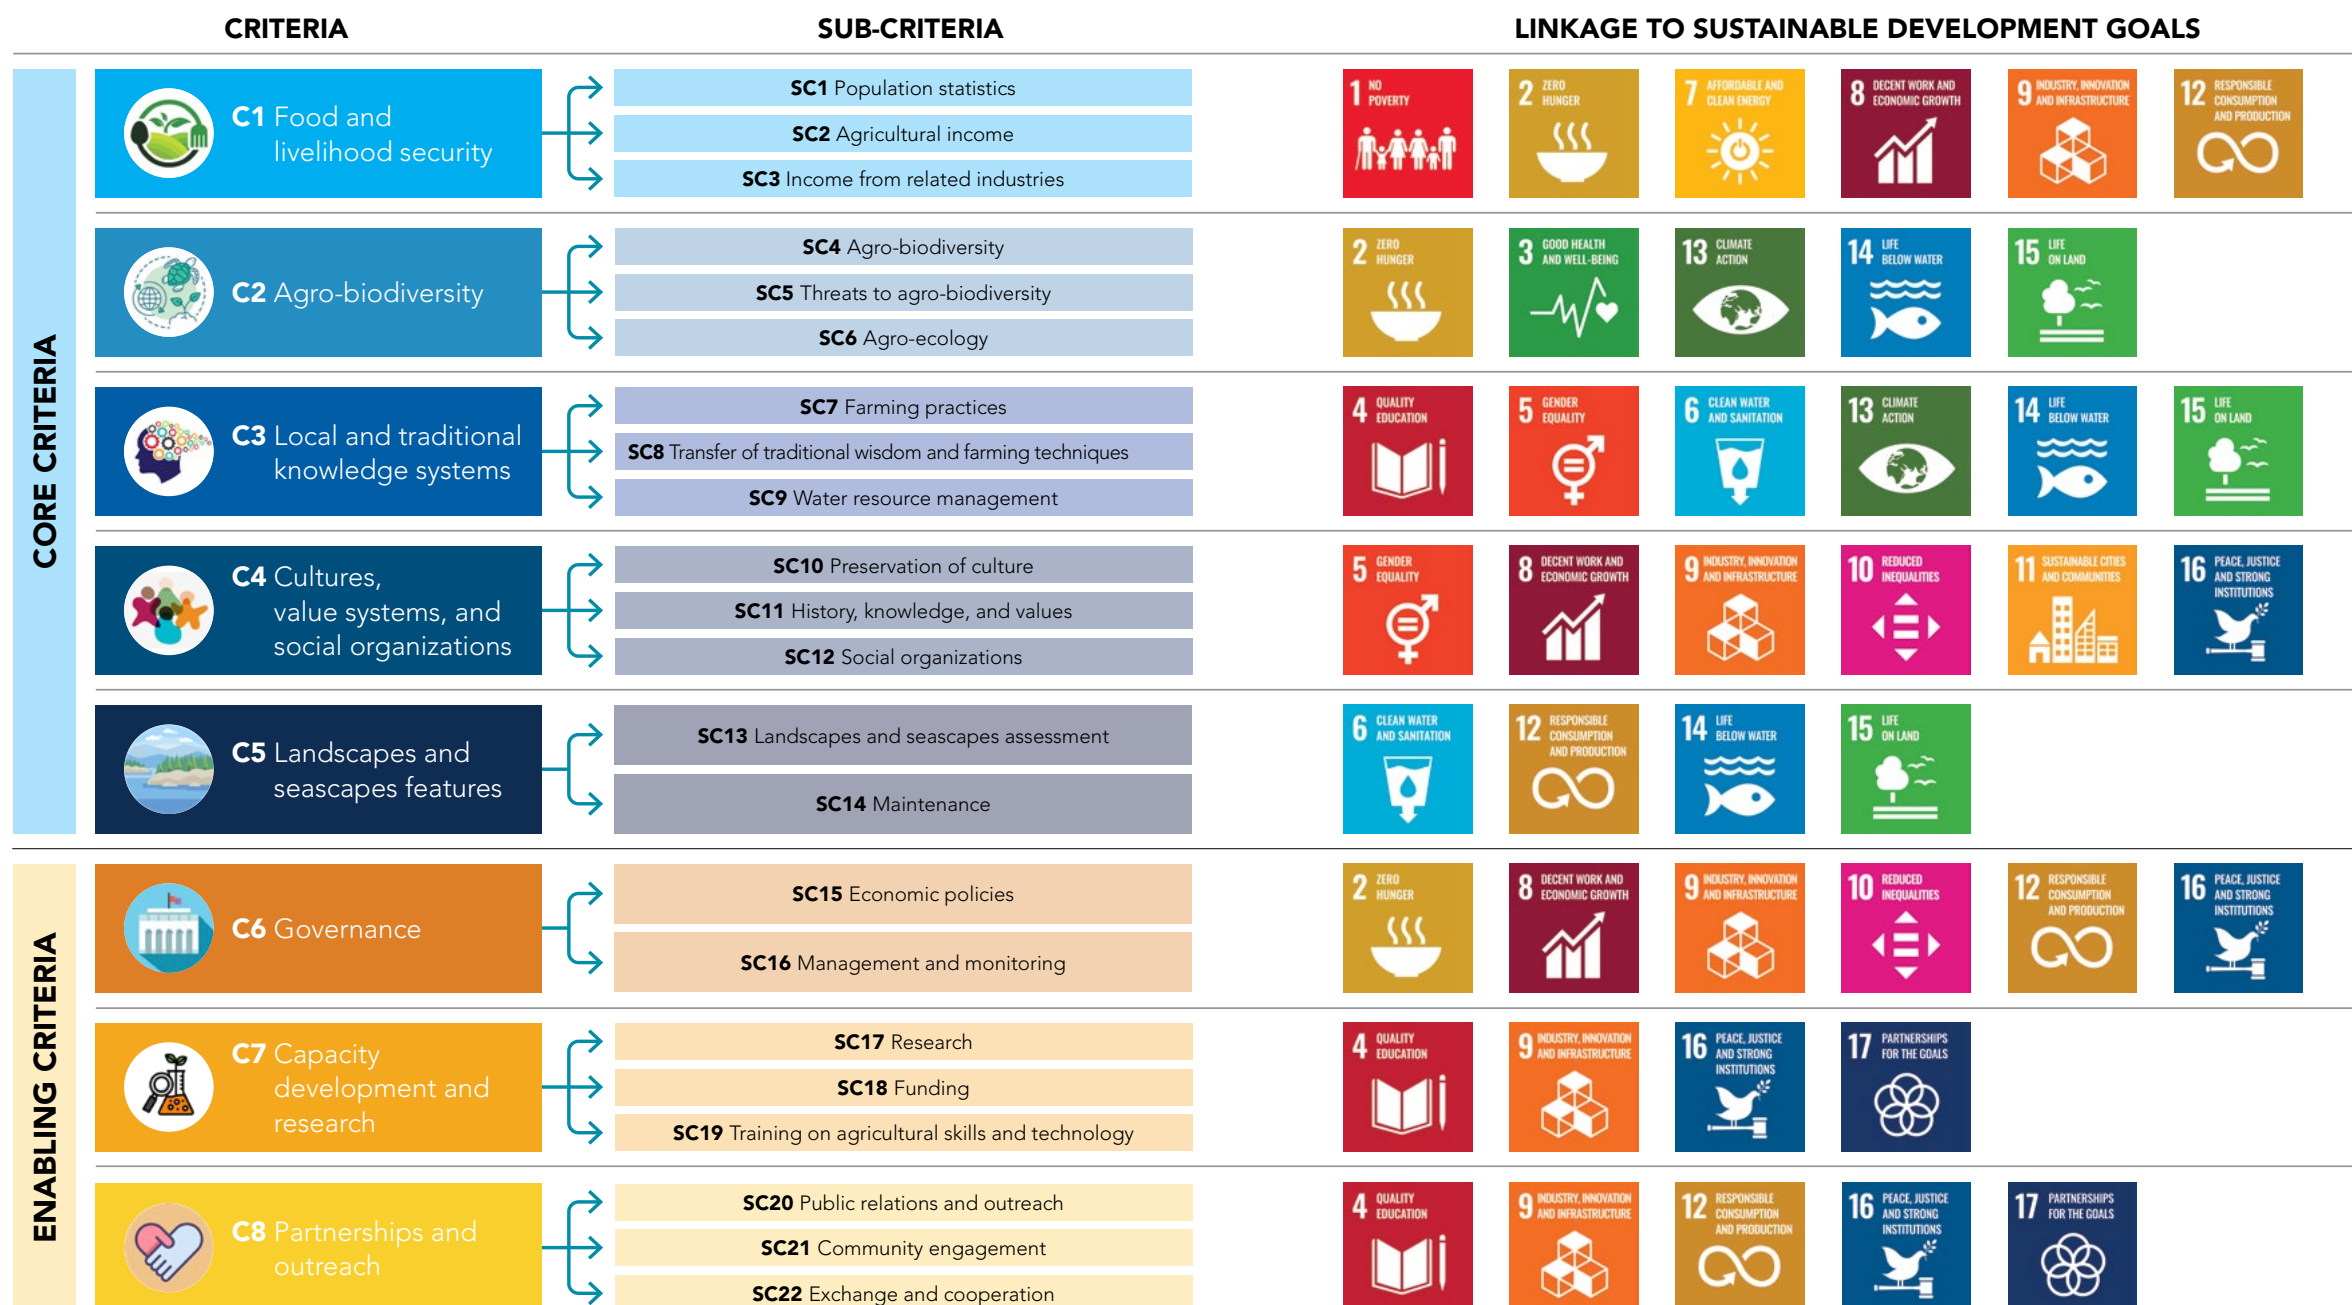 CRITERIA
SUB-CRITERIA
LINKAGE TO SUSTAINABLE DEVELOPMENT GOALS
CORE CRITERIA
C1 Food and
livelihood security
SC1 Population statistics
SC2 Agricultural income
SC3 Income from related industries
1 NO
POVERTY
2 ZERO
HUNGER
7 AFFORDABLE AND
CLEAN ENERGY
8 DECENT WORK AND
ECONOMIC GROWTH
9 INDUSTRY, INNOVATION
AND INFRASTRUCTURE
12 RESPONSIBLE
CONSUMPTION
AND PRODUCTION
C2 Agro-biodiversity
SC4 Agro-biodiversity
SC5 Threats to agro-biodiversity
SC6 Agro-ecology
2 ZERO
HUNGER
3 GOOD HEALTH
AND WELL-BEING
13 CLIMATE
ACTION
14 LIFE
BELOW WATER
15 LIFE
ON LAND
C3 Local and traditional
knowledge systems
SC7 Farming practices
SC8 Transfer of traditional wisdom and farming techniques
SC9 Water resource management
4 QUALITY
EDUCATION
5 GENDER
EQUALITY
6 CLEAN WATER
AND SANITATION
13 CLIMATE
ACTION
14 LIFE
BELOW WATER
15 LIFE
ON LAND
C4 Cultures,
value systems, and
social organizations
SC10 Preservation of culture
SC11 History, knowledge, and values
SC12 Social organizations
5 GENDER
EQUALITY
8 DECENT WORK AND
ECONOMIC GROWTH
9 INDUSTRY, INNOVATION
AND INFRASTRUCTURE
10 REDUCED
INEQUALITIES
11 SUSTAINABLE CITIES
AND COMMUNITIES
16 PEACE, JUSTICE
AND STRONG
INSTITUTIONS
C5 Landscapes and
seascapes features
SC13 Landscapes and seascapes assessment
SC14 Maintenance
6 CLEAN WATER
AND SANITATION
12 RESPONSIBLE
CONSUMPTION
AND PRODUCTION
14 LIFE
BELOW WATER
15 LIFE
ON LAND
ENABLING CRITERIA
C6 Governance
SC15 Economic policies
SC16 Management and monitoring
2 ZERO
HUNGER
8 DECENT WORK AND
ECONOMIC GROWTH
9 INDUSTRY, INNOVATION
AND INFRASTRUCTURE
10 REDUCED
INEQUALITIES
12 RESPONSIBLE
CONSUMPTION
AND PRODUCTION
16 PEACE, JUSTICE
AND STRONG
INSTITUTIONS
C7 Capacity
development and
research
SC17 Research
SC18 Funding
SC19 Training on agricultural skills and technology
4 QUALITY
EDUCATION
9 INDUSTRY, INNOVATION
AND INFRASTRUCTURE
16 PEACE, JUSTICE
AND STRONG
INSTITUTIONS
17 PARTNERSHIPS
FOR THE GOALS
C8 Partnerships and
outreach
SC20 Public relations and outreach
SC21 Community engagement
SC22 Exchange and cooperation
4 QUALITY
EDUCATION
9 INDUSTRY, INNOVATION
AND INFRASTRUCTURE
12 RESPONSIBLE
CONSUMPTION
AND PRODUCTION
16 PEACE, JUSTICE
AND STRONG
INSTITUTIONS
17 PARTNERSHIPS
FOR THE GOALS